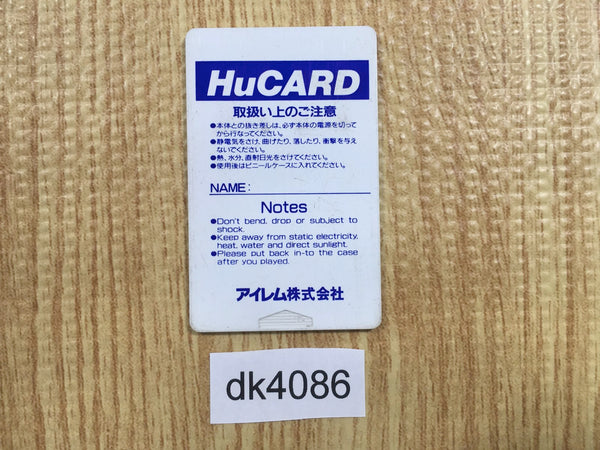 HuCARD
取扱い上のご注意
●本体との抜き差しは、必ず本体の電源を切って
から行なってください。
●静電気をさけ、曲げたり、落したり、衝撃を与え
ないでください。
●熱、水分、直射日光をさけてください。
●使用後はビニールケースに入れてください。
NAME:
Notes
●Don't bend, drop or subject to
shock.
●Keep away from static electricity,
heat, water and direct sunlight.
●Please put back in-to the case
after you played.
アイレム株式会社
dk4086